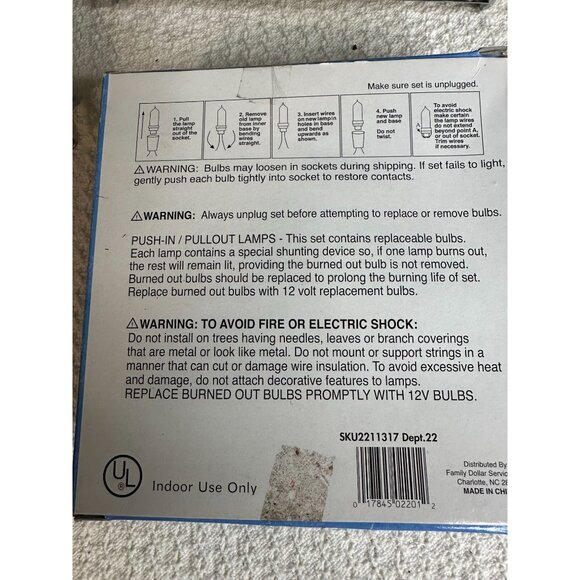 Make sure set is unplugged.
1. Pull
the lamp
straight
out of the
socket.
2. Remove
old lamp
from inner
base by
bending
wires
straight.
3. Insert wires
on new lamp in
holes in base
and bend
upwards as
shown.
4. Push
new lamp
and base
Do not
twist.
To avoid
electric shock
make certain
the lamp wires
do not extend
beyond point A,
or out of socket.
Trim wires if
necessary.
A
⚠WARNING: Bulbs may loosen in sockets during shipping. If set fails to light,
gently push each bulb tightly into socket to restore contacts.
⚠WARNING: Always unplug set before attempting to replace or remove bulbs.
PUSH-IN / PULLOUT LAMPS - This set contains replaceable bulbs.
Each lamp contains a special shunting device so, if one lamp burns out,
the rest will remain lit, providing the burned out bulb is not removed.
Burned out bulbs should be replaced to prolong the burning life of set.
Replace burned out bulbs with 12 volt replacement bulbs.
⚠WARNING: TO AVOID FIRE OR ELECTRIC SHOCK:
Do not install on trees having needles, leaves or branch coverings
that are metal or look like metal. Do not mount or support strings in a
manner that can cut or damage wire insulation. To avoid excessive heat
and damage, do not attach decorative features to lamps.
REPLACE BURNED OUT BULBS PROMPTLY WITH 12V BULBS.
SKU2211317 Dept.22
UL
®
Indoor Use Only
0 17845 02201 2
Distributed By
Family Dollar Servic
Charlotte, NC 28
MADE IN CHI